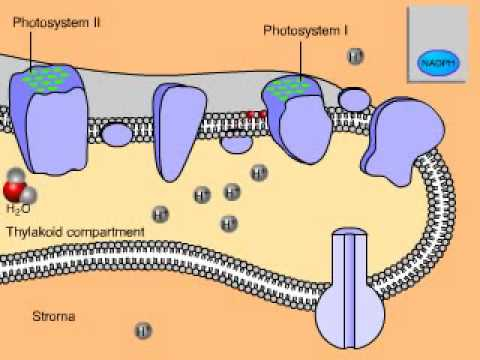 Photosystem II
Photosystem I
H+
NADPH
H2O
H+
H+
H+
H+
H+
Thylakoid compartment
Stroma
H+